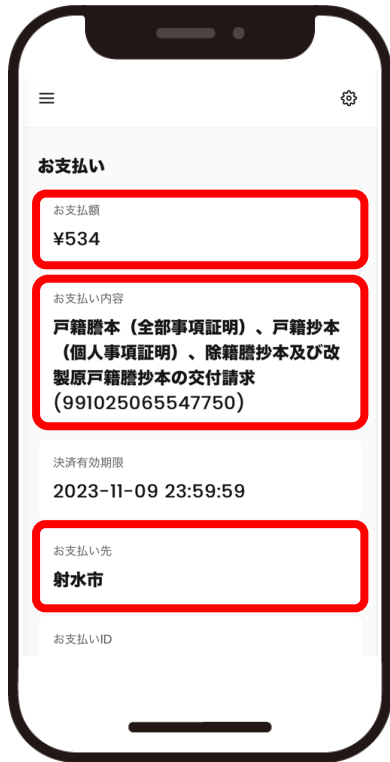 お支払い
お支払額
¥534
お支払い内容
戸籍謄本（全部事項証明）、戸籍抄本
（個人事項証明）、除籍謄抄本及び改
製原戸籍謄抄本の交付請求
(991025065547750)
決済有効期限
2023-11-09 23:59:59
お支払い先
射水市
お支払いID